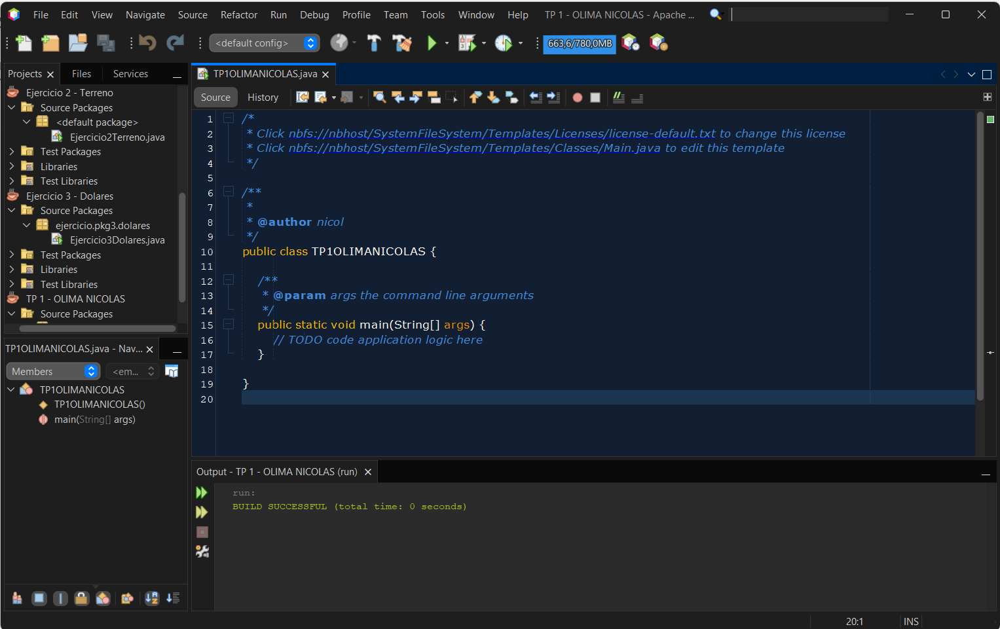 File Edit View Navigate Source Refactor Run Debug Profile Team Tools Window Help TP 1 - OLIMA NICOLAS - Apache ...
<default config> 663,6/780,0MB
Projects Files Services
Ejercicio 2 - Terreno
Source Packages
<default package>
Ejercicio2Terreno.java
Test Packages
Libraries
Test Libraries
Ejercicio 3 - Dolares
Source Packages
ejercicio.pkg3.dolares
Ejercicio3Dolares.java
Test Packages
Libraries
Test Libraries
TP 1 - OLIMA NICOLAS
Source Packages
TP1OLIMANICOLAS.java - Nav...
Members <em...
TP1OLIMANICOLAS
TP1OLIMANICOLAS()
main(String[] args)
TP1OLIMANICOLAS.java
Source History
1 /*
2 * Click nbfs://nbhost/SystemFileSystem/Templates/Licenses/license-default.txt to change this license
3 * Click nbfs://nbhost/SystemFileSystem/Templates/Classes/Main.java to edit this template
4 */
5
6 /**
7 *
8 * @author nicol
9 */
10 public class TP1OLIMANICOLAS {
11
12 /**
13 * @param args the command line arguments
14 */
15 public static void main(String[] args) {
16 // TODO code application logic here
17 }
18
19 }
20
Output - TP 1 - OLIMA NICOLAS (run)
run:
BUILD SUCCESSFUL (total time: 0 seconds)
20:1 INS